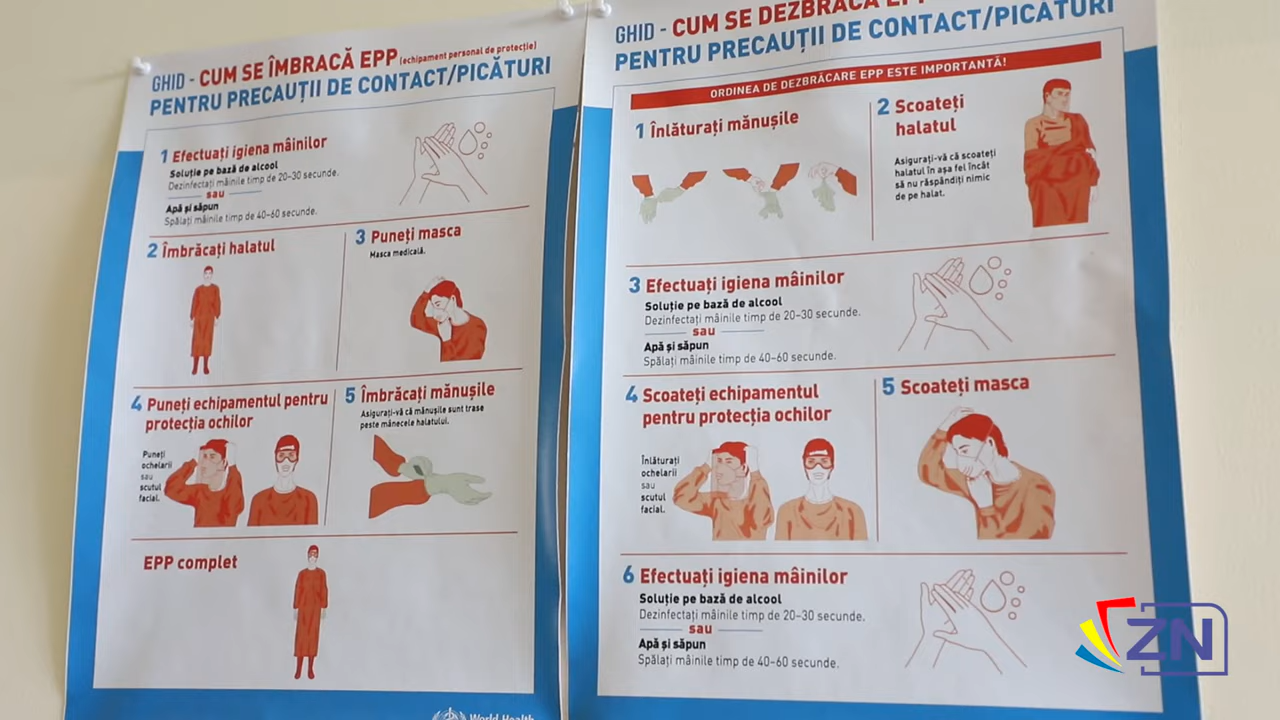 GHID - CUM SE ÎMBRACĂ EPP (echipament personal de protecție)
PENTRU PRECAUȚII DE CONTACT/PICĂTURI
1 Efectuați igiena mâinilor
Soluție pe bază de alcool
Dezinfectați mâinile timp de 20-30 secunde.
sau
Apă și săpun
Spălați mâinile timp de 40-60 secunde.
2 Îmbrăcați halatul
3 Puneți masca
Masca medicală.
4 Puneți echipamentul pentru
protecția ochilor
Puneți
ochelarii
sau
scutul
facial.
5 Îmbrăcați mănușile
Asigurați-vă că mănușile sunt trase
peste mânecele halatului.
EPP complet
World Health
GHID - CUM SE DEZBRACĂ EPP
PENTRU PRECAUȚII DE CONTACT/PICĂTURI
ORDINEA DE DEZBRĂCARE EPP ESTE IMPORTANTĂ!
1 Înlăturați mănușile
2 Scoateți
halatul
Asigurați-vă că scoateți
halatul în așa fel încât
să nu răspândiți nimic
de pe halat.
3 Efectuați igiena mâinilor
Soluție pe bază de alcool
Dezinfectați mâinile timp de 20-30 secunde.
sau
Apă și săpun
Spălați mâinile timp de 40-60 secunde.
4 Scoateți echipamentul
pentru protecția ochilor
Înlăturați
ochelarii
sau
scutul
facial.
5 Scoateți masca
6 Efectuați igiena mâinilor
Soluție pe bază de alcool
Dezinfectați mâinile timp de 20-30 secunde.
sau
Apă și săpun
Spălați mâinile timp de 40-60 secunde.
ZN